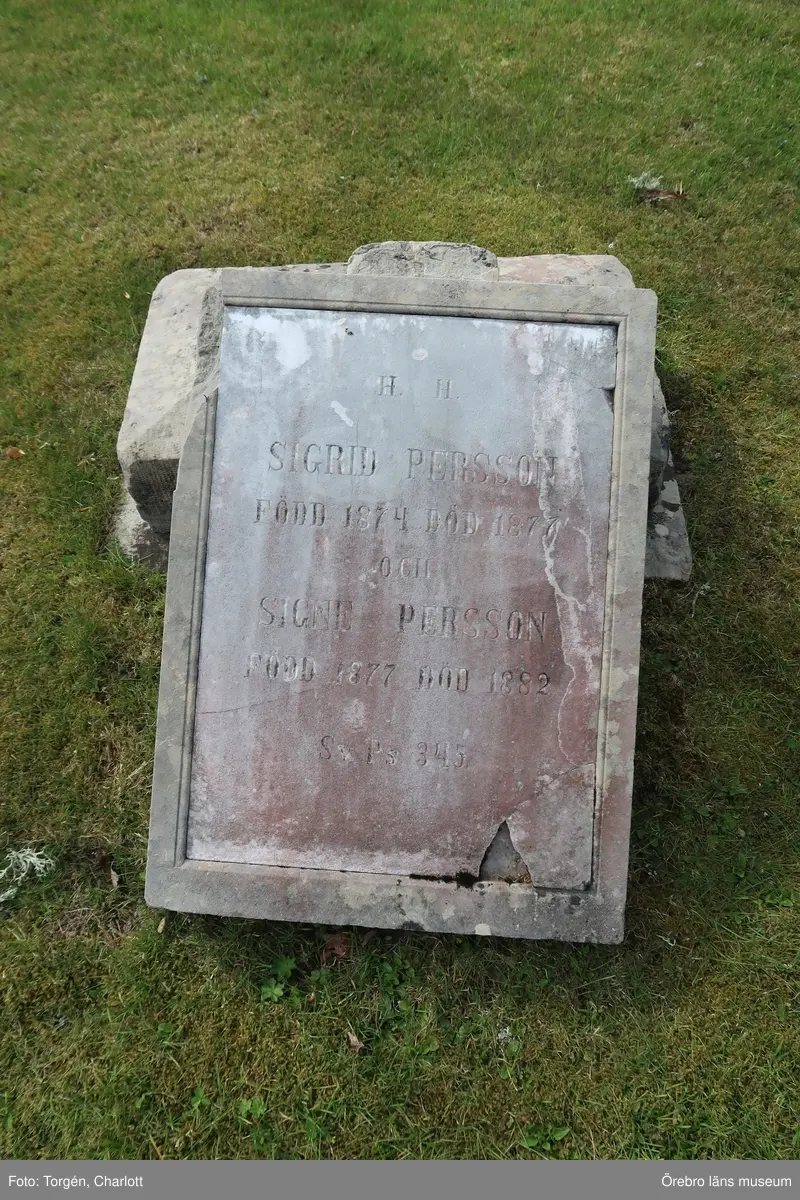 H. H.
SIGRID PERSSON
FÖDD 1874 DÖD 1877
OCH
SIGNE PERSSON
FÖDD 1877 DÖD 1882
Sv Ps 345
Foto: Torgén, Charlott
Örebro läns museum